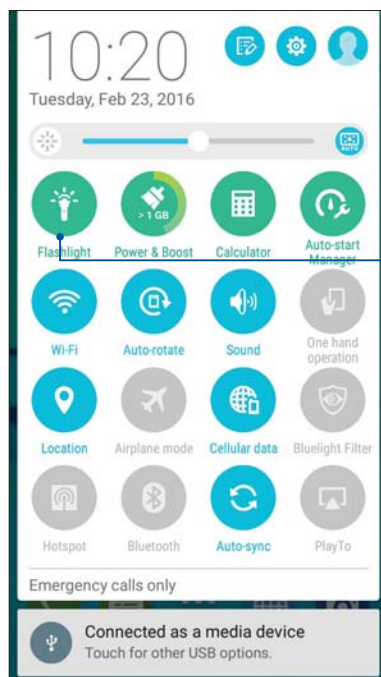 10:20
Tuesday, Feb 23, 2016
AUTO
> 1 GB
Flashlight Power & Boost Calculator Auto-start Manager
Wi-Fi Auto-rotate Sound One hand operation
Location Airplane mode Cellular data Bluelight Filter
Hotspot Bluetooth Auto-sync PlayTo
Emergency calls only
Connected as a media device
Touch for other USB options.